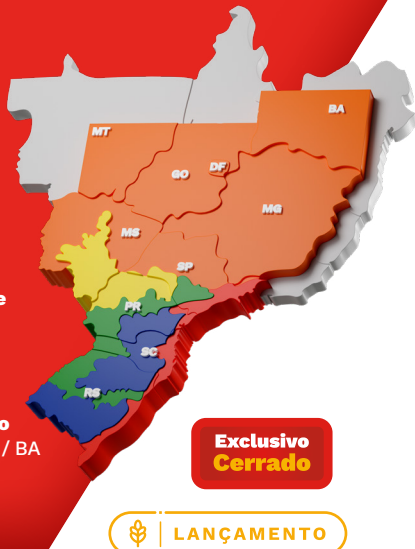 BA
MT
GO
DF
MG
MS
SP
e
PR
SC
RS
o
/ BA
Exclusivo
Cerrado
LANÇAMENTO